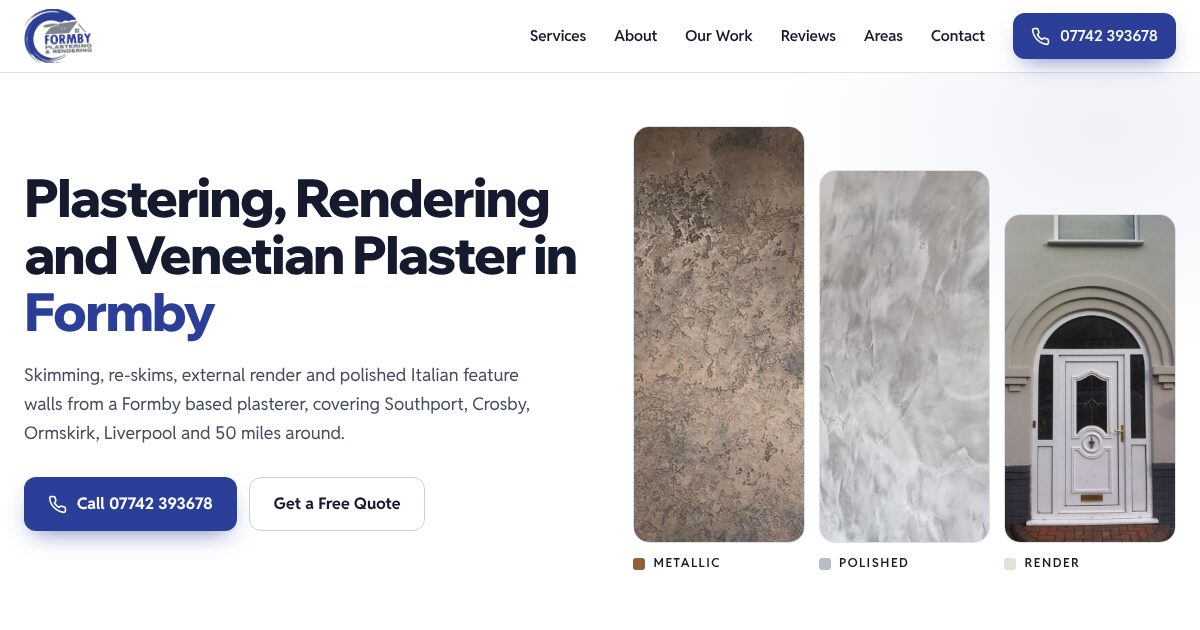 FORMBY
PLASTERING
& RENDERING
Services
About
Our Work
Reviews
Areas
Contact
07742 393678
Plastering, Rendering
and Venetian Plaster in
Formby
Skimming, re-skims, external render and polished Italian feature
walls from a Formby based plasterer, covering Southport, Crosby,
Ormskirk, Liverpool and 50 miles around.
Call 07742 393678
Get a Free Quote
METALLIC
POLISHED
RENDER